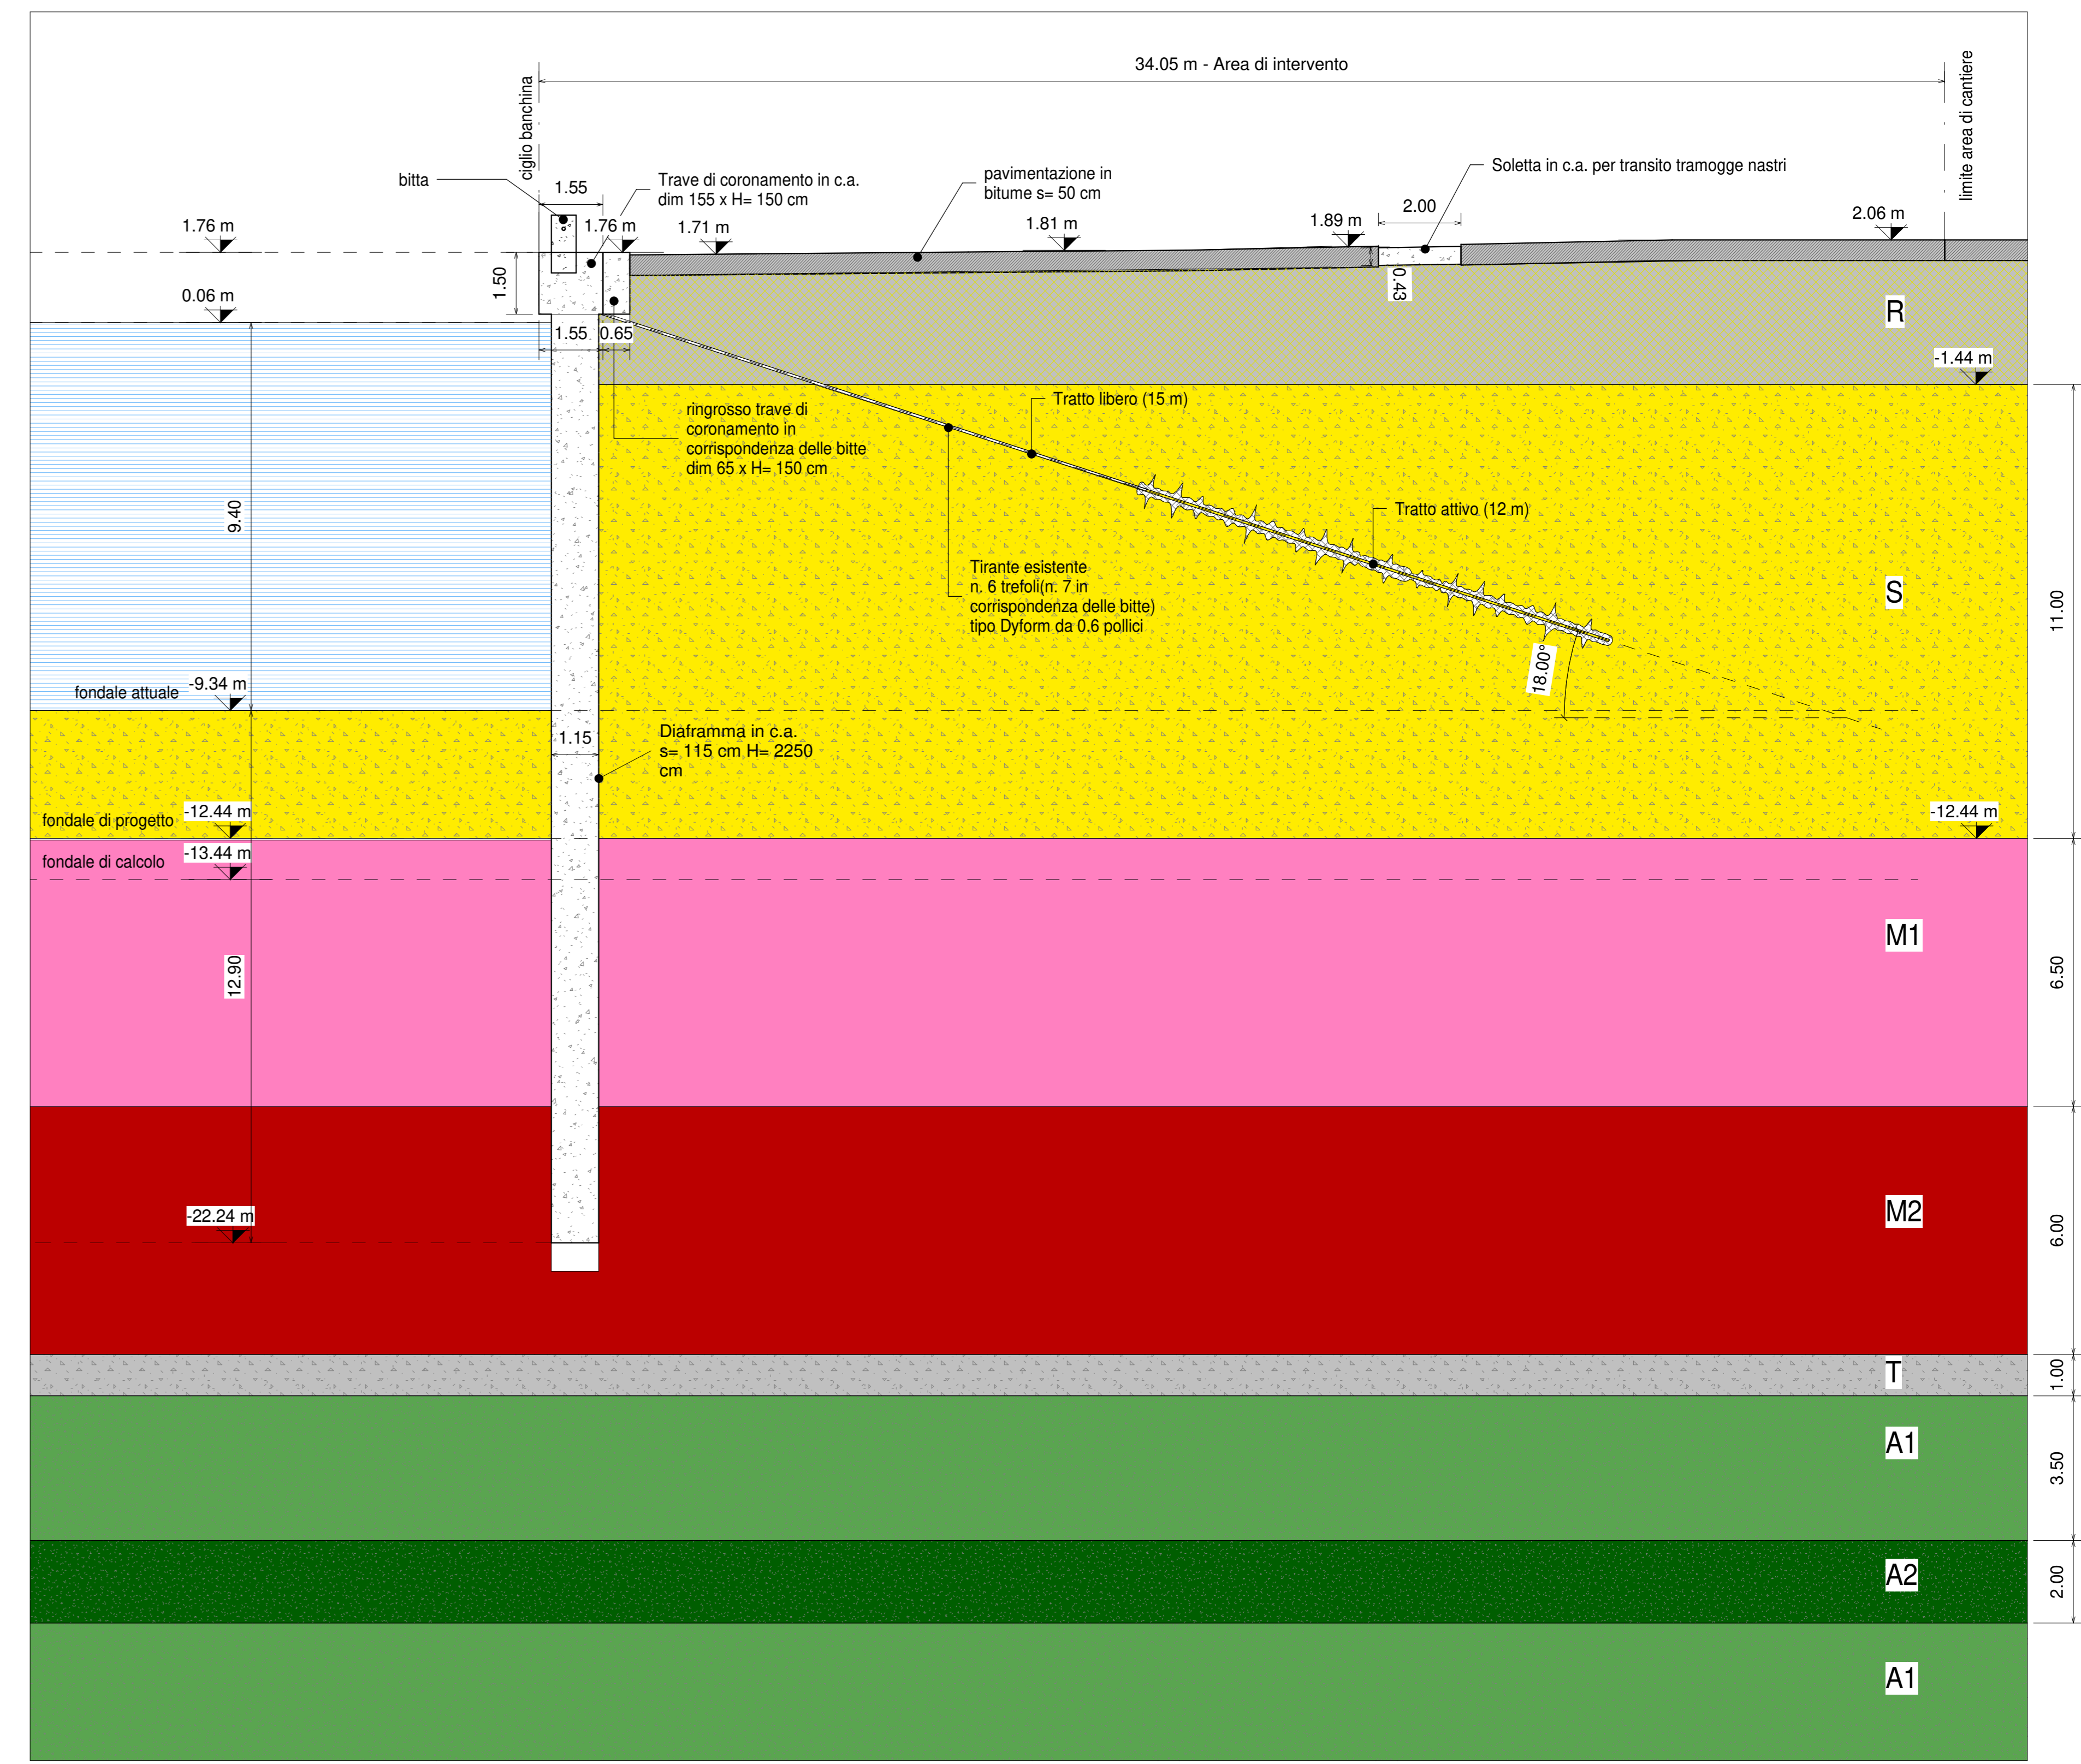 34.05 m - Area di intervento
ciglio banchina
limite area di cantiere
bitta
1.55
Trave di coronamento in c.a.
dim 155 x H= 150 cm
pavimentazione in
bitume s= 50 cm
Soletta in c.a. per transito tramogge nastri
1.76 m
1.76 m
1.71 m
1.81 m
1.89 m
2.00
2.06 m
1.50
0.43
0.06 m
R
1.55
0.65
-1.44 m
ringrosso trave di
coronamento in
corrispondenza delle bitte
dim 65 x H= 150 cm
Tratto libero (15 m)
9.40
Tratto attivo (12 m)
Tirante esistente
n. 6 trefoli(n. 7 in
corrispondenza delle bitte)
tipo Dyform da 0.6 pollici
S
11.00
18.00°
fondale attuale
-9.34 m
1.15
Diaframma in c.a.
s= 115 cm H= 2250
cm
fondale di progetto
-12.44 m
-12.44 m
fondale di calcolo
-13.44 m
M1
12.90
6.50
-22.24 m
M2
6.00
T
1.00
A1
3.50
A2
2.00
A1